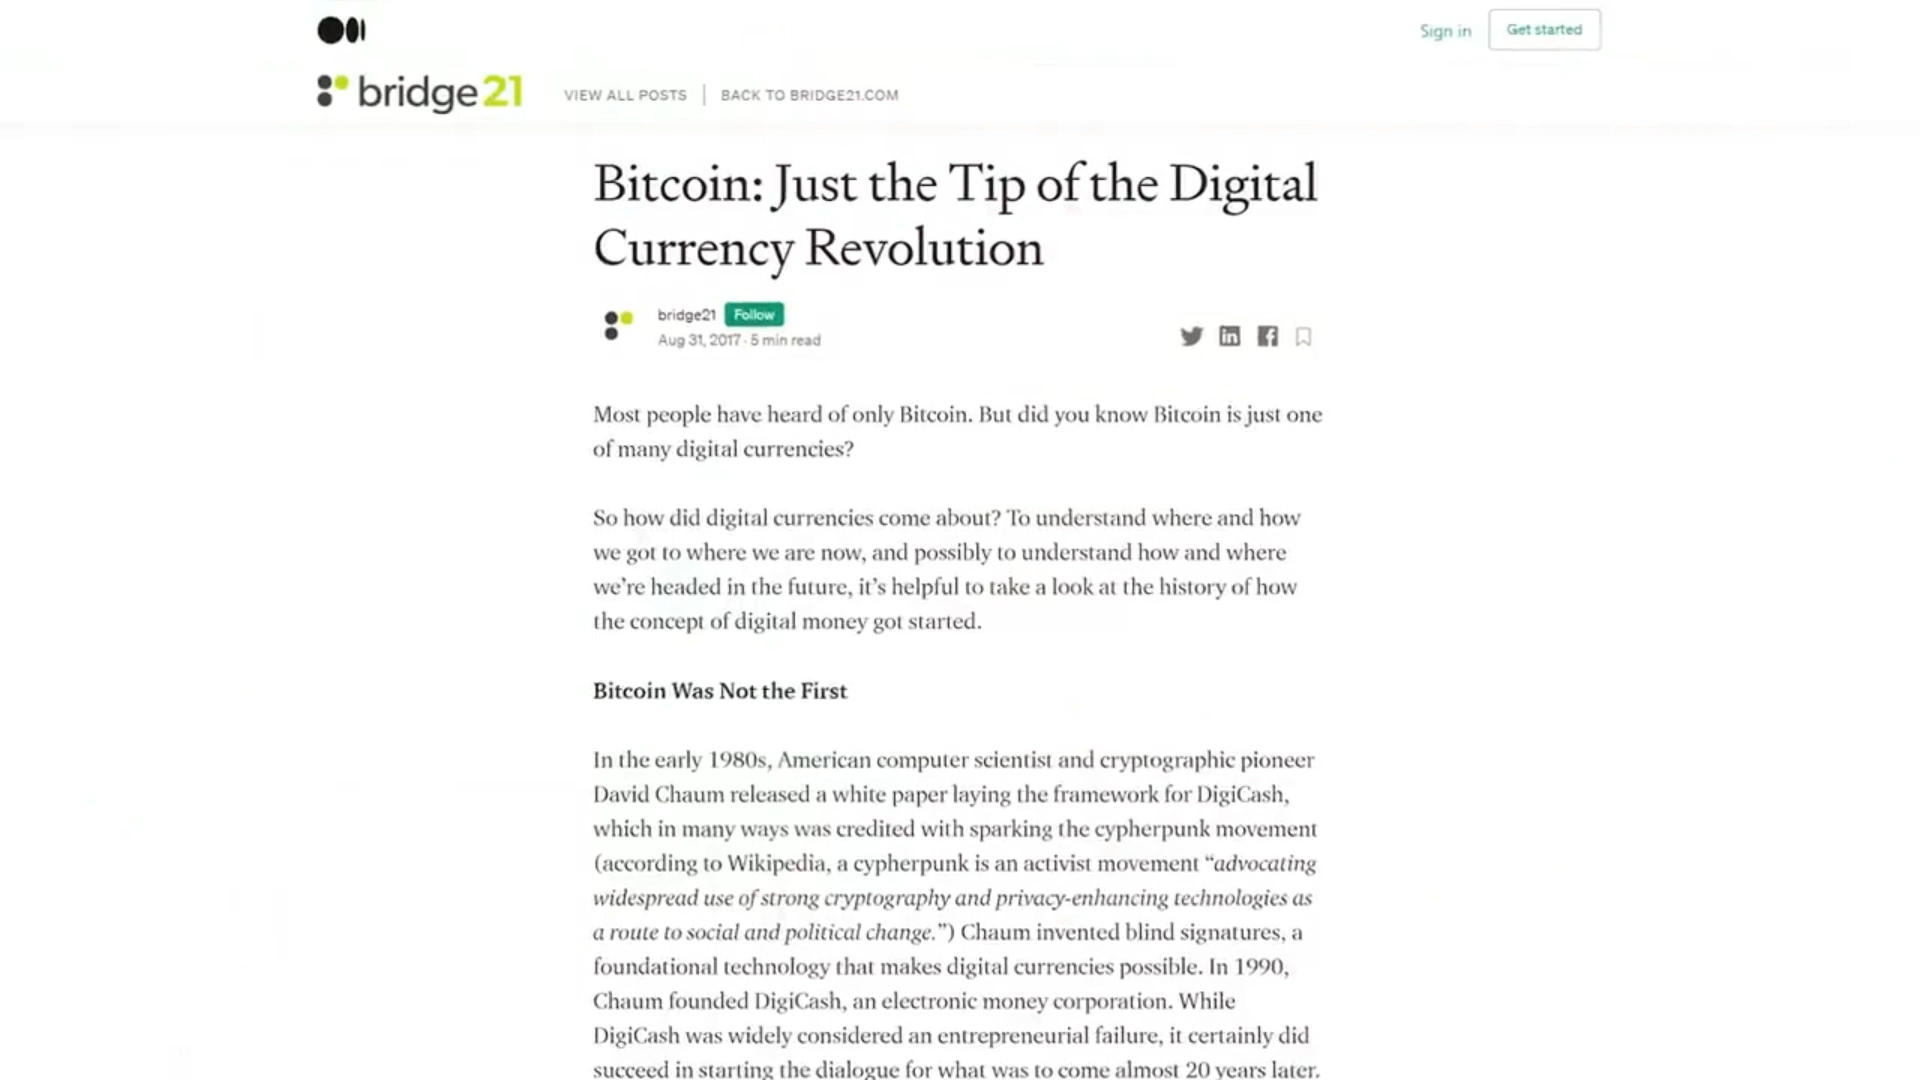 Sign in
Get started
bridge21
VIEW ALL POSTS
BACK TO BRIDGE21.COM
Bitcoin: Just the Tip of the Digital
Currency Revolution
bridge21
Follow
Aug 31, 2017 · 5 min read
Most people have heard of only Bitcoin. But did you know Bitcoin is just one
of many digital currencies?
So how did digital currencies come about? To understand where and how
we got to where we are now, and possibly to understand how and where
we're headed in the future, it's helpful to take a look at the history of how
the concept of digital money got started.
Bitcoin Was Not the First
In the early 1980s, American computer scientist and cryptographic pioneer
David Chaum released a white paper laying the framework for DigiCash,
which in many ways was credited with sparking the cypherpunk movement
(according to Wikipedia, a cypherpunk is an activist movement “advocating
widespread use of strong cryptography and privacy-enhancing technologies as
a route to social and political change.”) Chaum invented blind signatures, a
foundational technology that makes digital currencies possible. In 1990,
Chaum founded DigiCash, an electronic money corporation. While
DigiCash was widely considered an entrepreneurial failure, it certainly did
succeed in starting the dialogue for what was to come almost 20 years later.